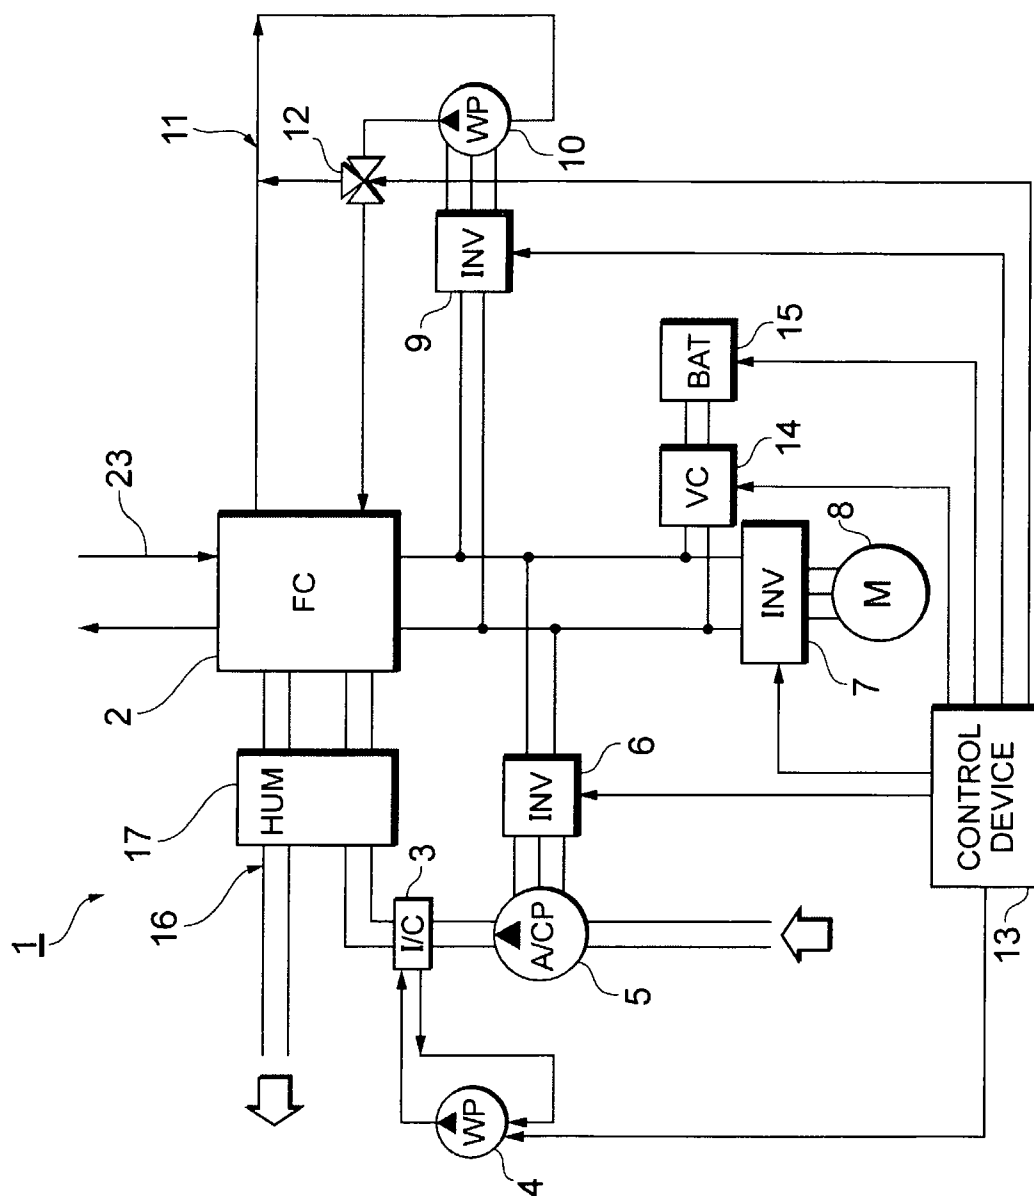 1
17
2
23
11
16
HUM
FC
12
I/C
3
9
WP
INV
WP
4
A/CP
INV
10
5
6
VC
BAT
INV
14
15
8
7
M
CONTROL
DEVICE
13